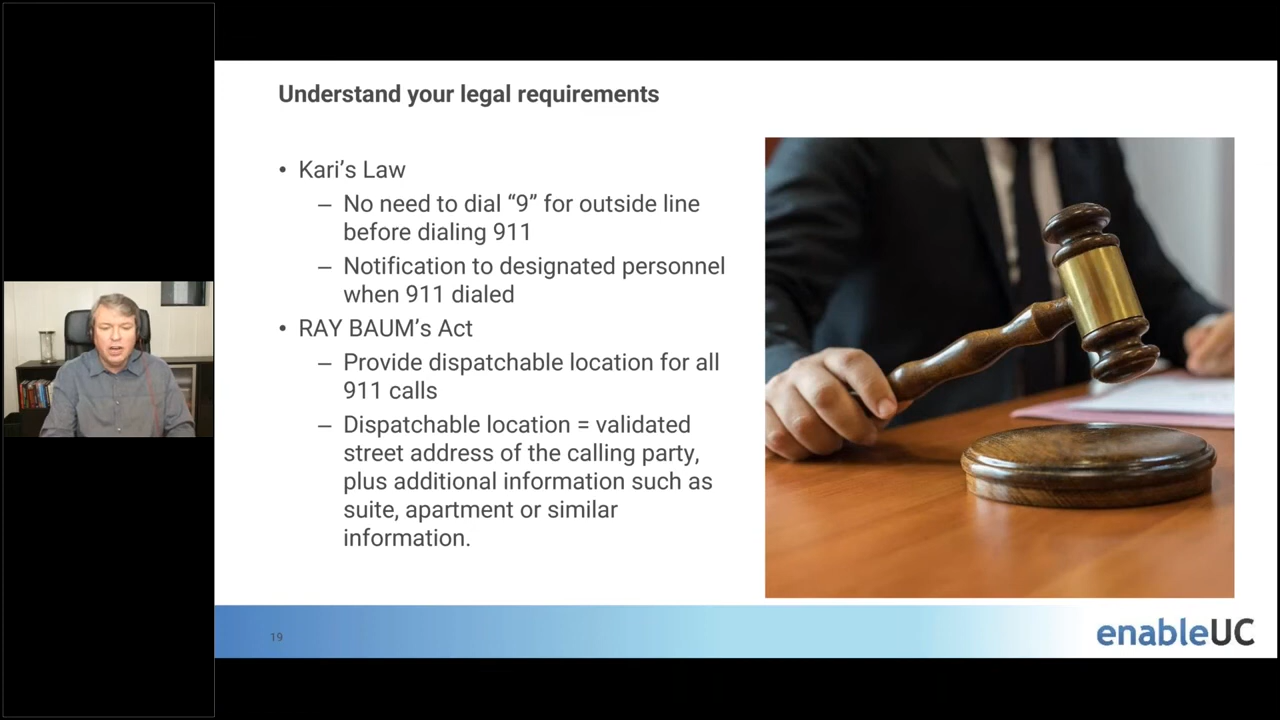 Understand your legal requirements
• Kari’s Law
– No need to dial “9” for outside line
before dialing 911
– Notification to designated personnel
when 911 dialed
• RAY BAUM’s Act
– Provide dispatchable location for all
911 calls
– Dispatchable location = validated
street address of the calling party,
plus additional information such as
suite, apartment or similar
information.
19
enableUC